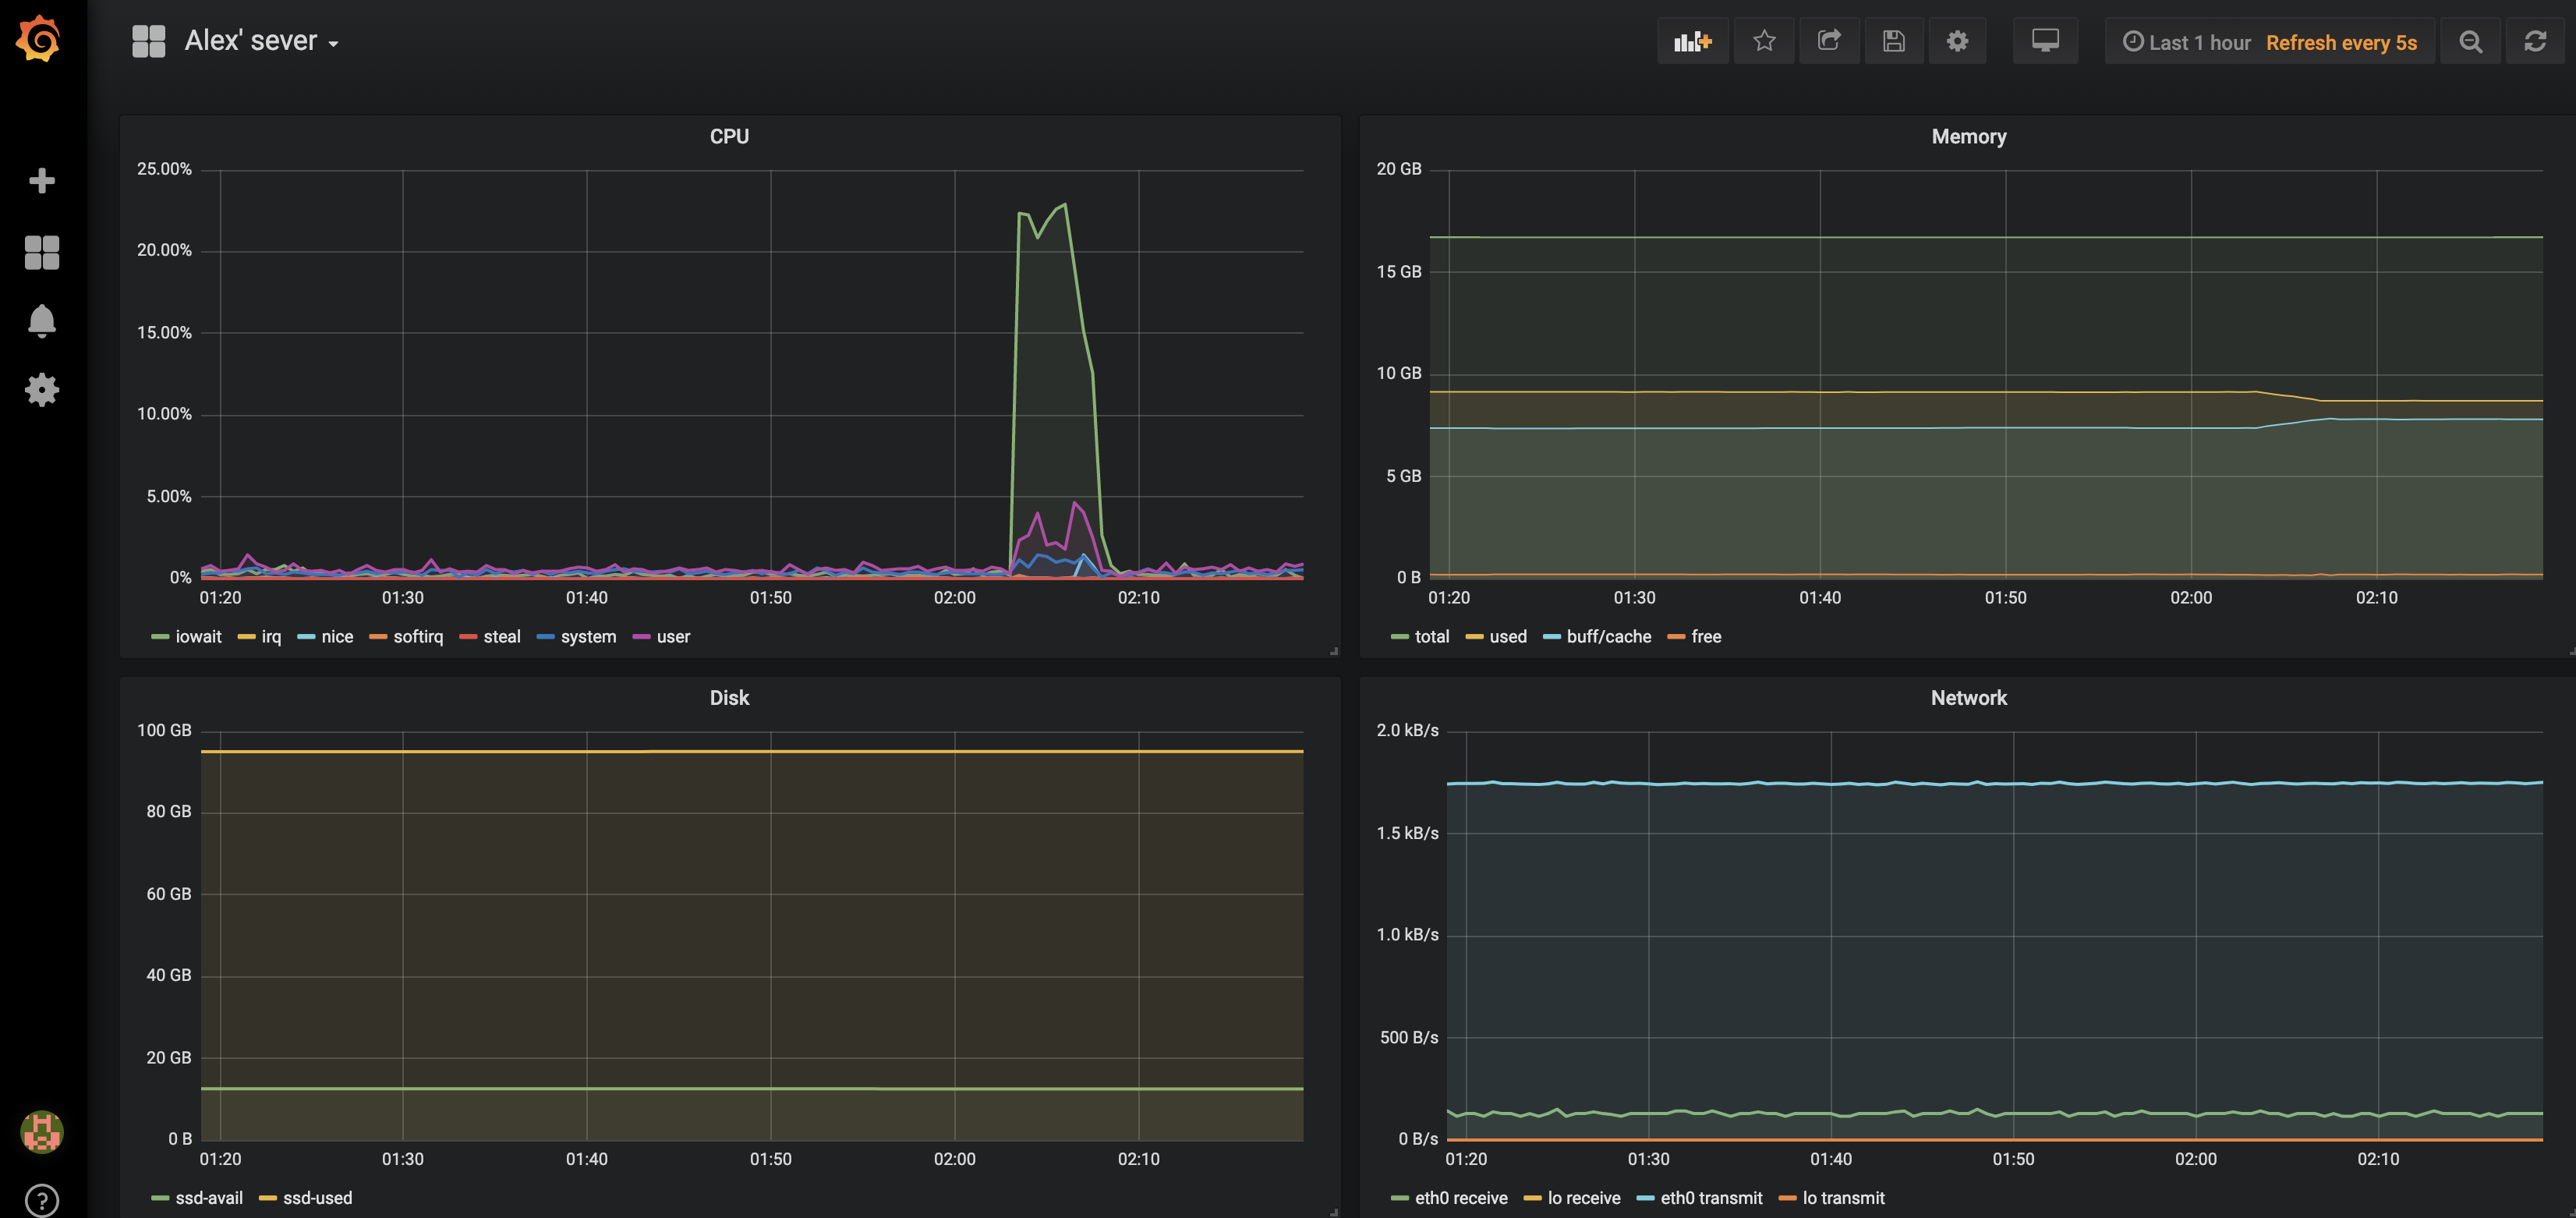 Alex' sever
Last 1 hour Refresh every 5s
CPU
25.00%
20.00%
15.00%
10.00%
5.00%
0%
01:20 01:30 01:40 01:50 02:00 02:10
iowait irq nice softirq steal system user
Memory
20 GB
15 GB
10 GB
5 GB
0 B
01:20 01:30 01:40 01:50 02:00 02:10
total used buff/cache free
Disk
100 GB
80 GB
60 GB
40 GB
20 GB
0 B
01:20 01:30 01:40 01:50 02:00 02:10
ssd-avail ssd-used
Network
2.0 kB/s
1.5 kB/s
1.0 kB/s
500 B/s
0 B/s
01:20 01:30 01:40 01:50 02:00 02:10
eth0 receive lo receive eth0 transmit lo transmit
?